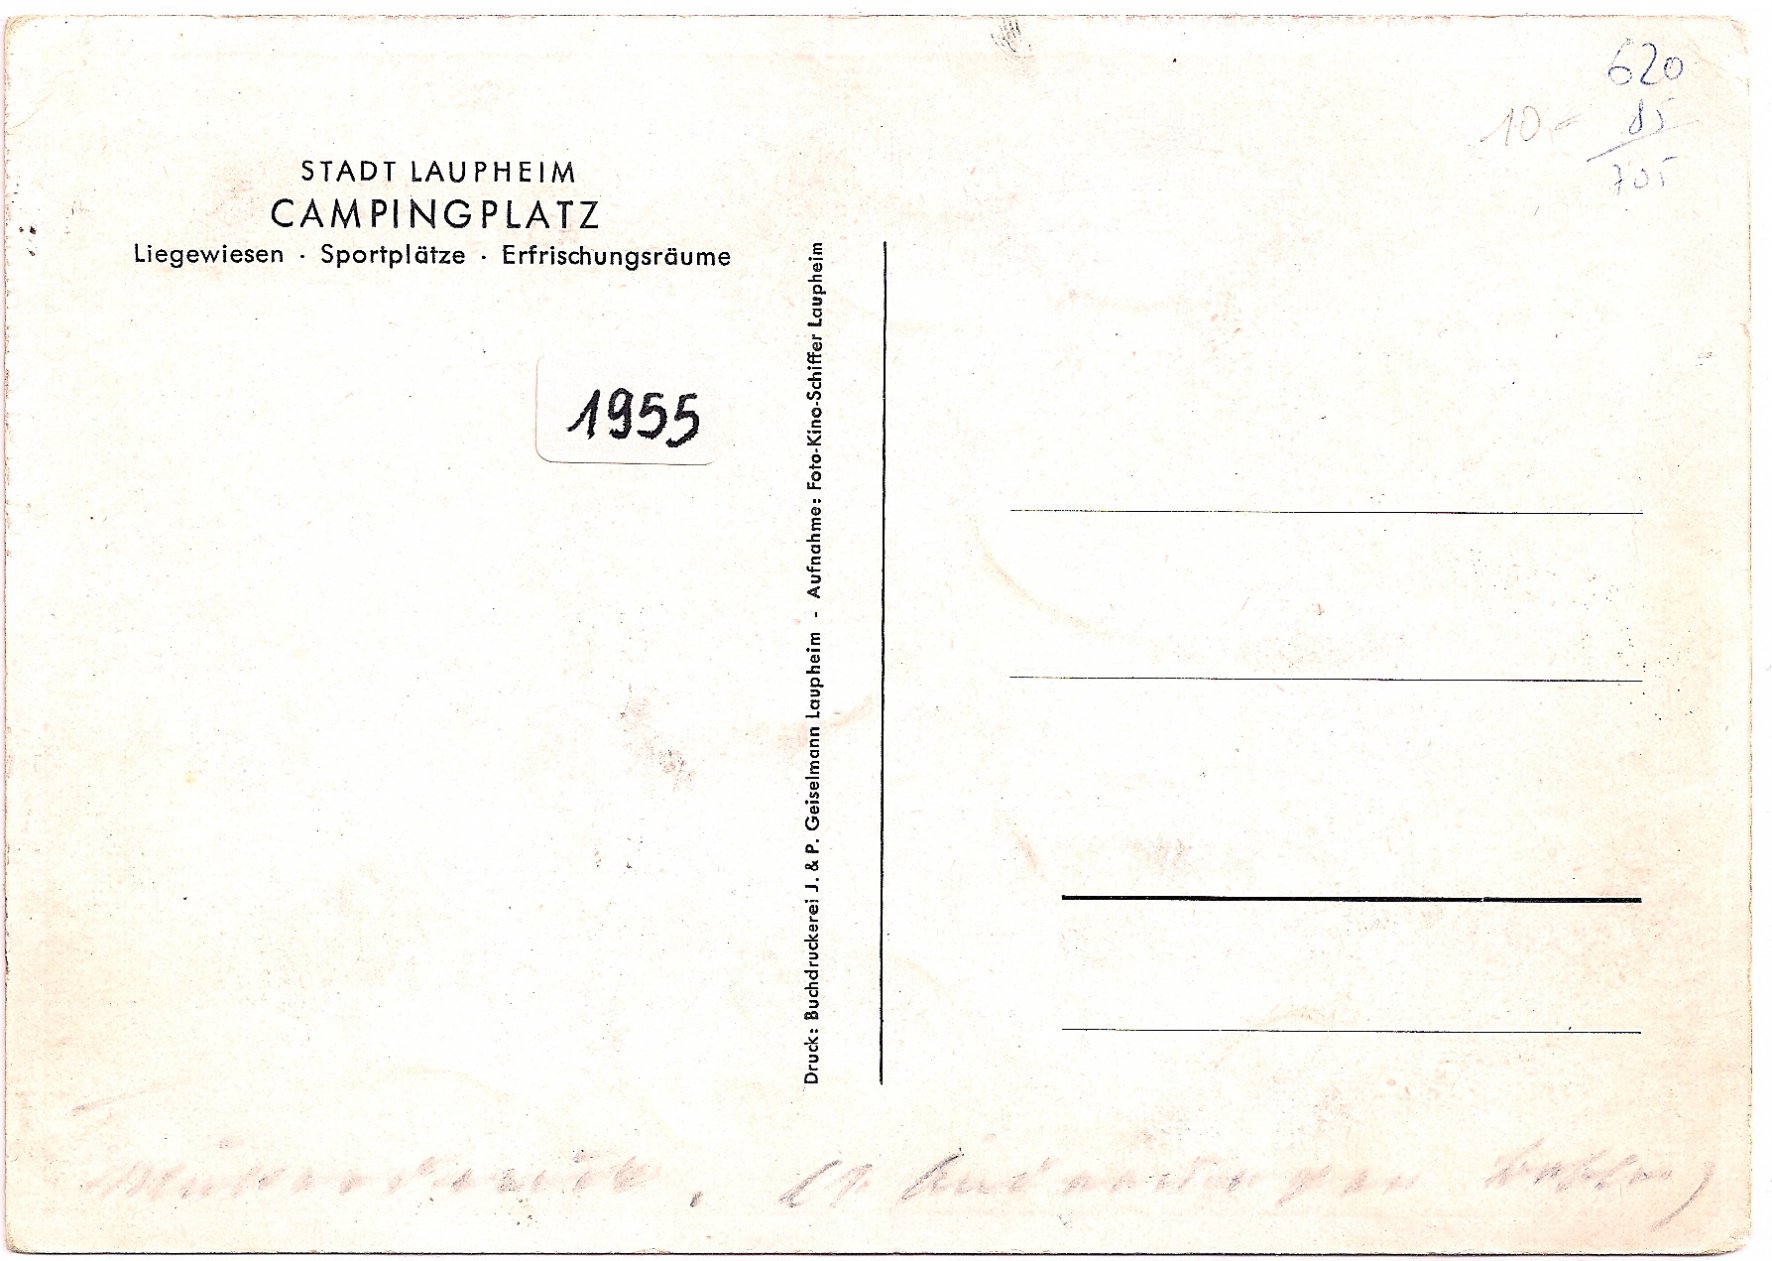 STADT LAUPHEIM
CAMPINGPLATZ
Liegewiesen · Sportplätze · Erfrischungsräume
1955
Druck: Buchdruckerei J. & P. Geiselmann Laupheim - Aufnahme: Foto-Kino-Schiffer Laupheim
620
10.- 85
705